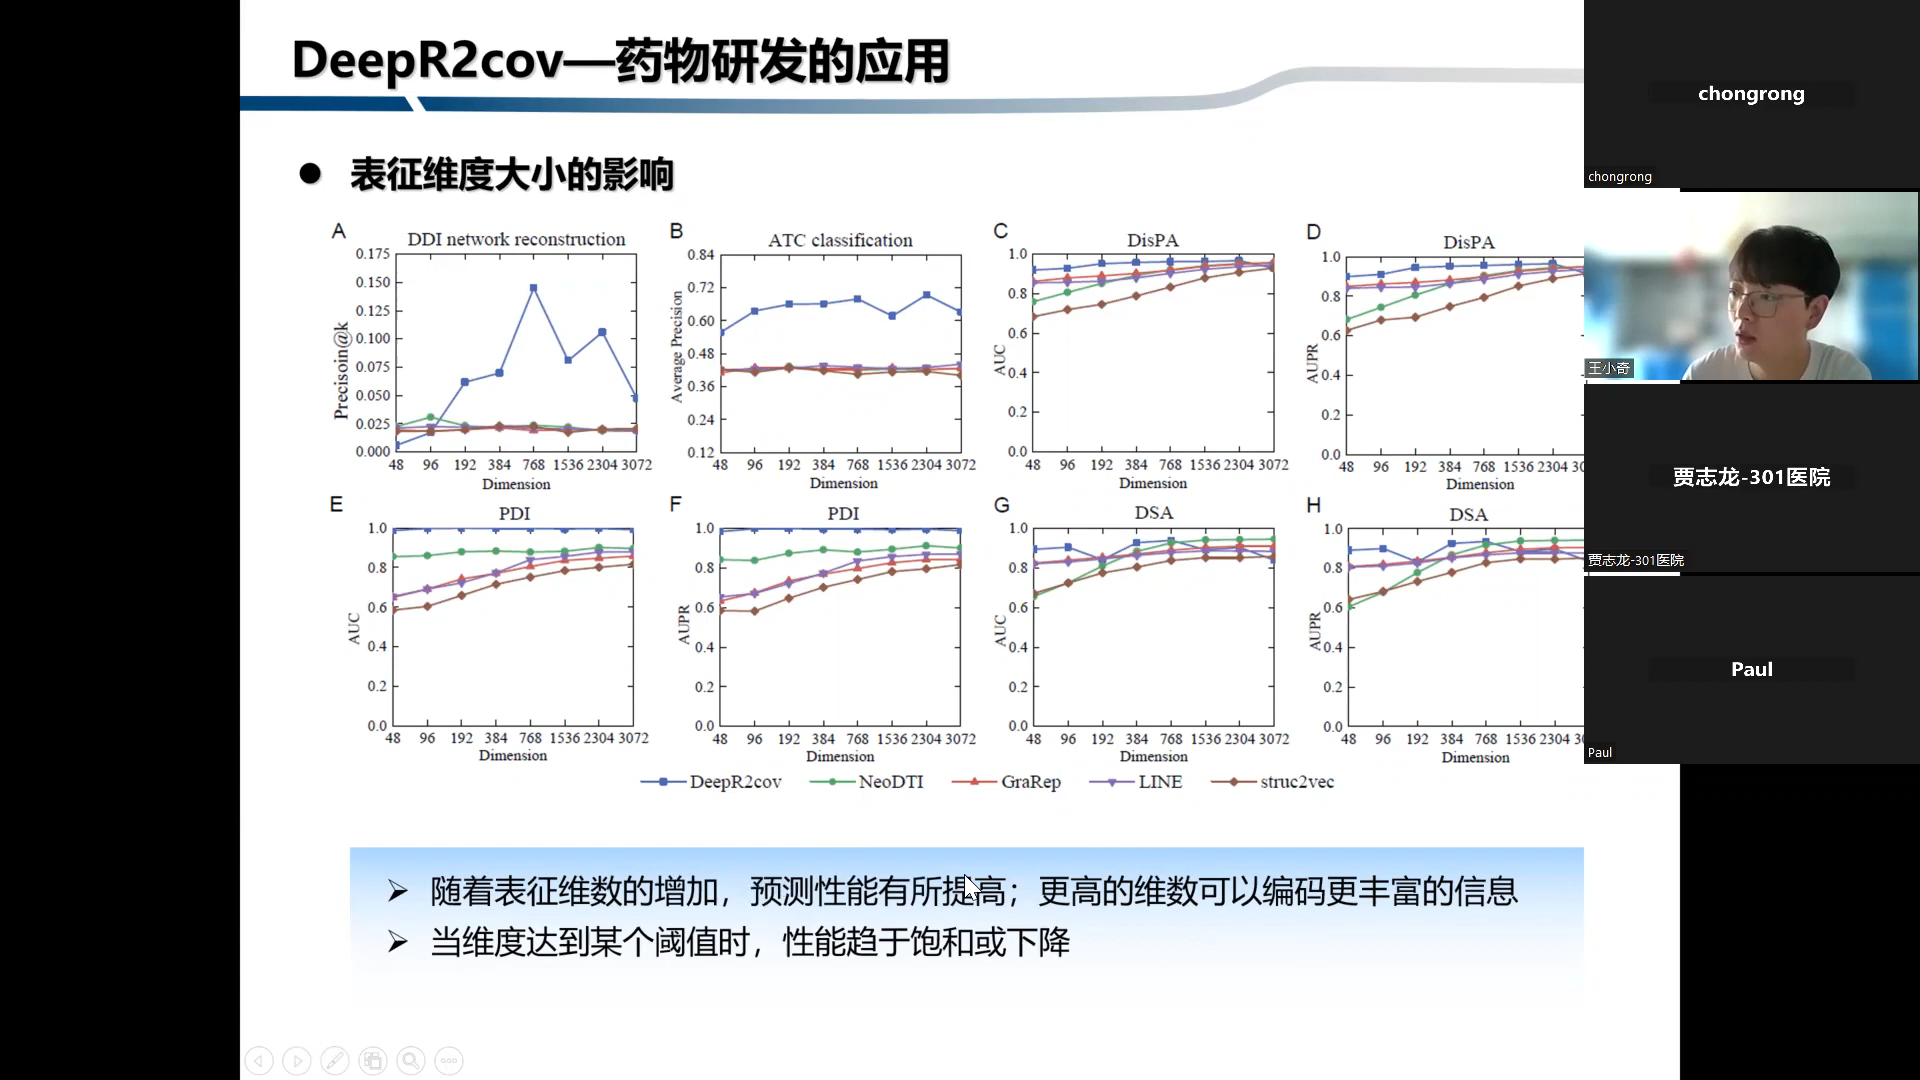 DeepR2cov—药物研发的应用
● 表征维度大小的影响
A
DDI network reconstruction
Precisoin@k
0.175
0.150
0.125
0.100
0.075
0.050
0.025
0.000
48 96 192 384 768 1536 2304 3072
Dimension
B
ATC classification
Average Precision
0.84
0.72
0.60
0.48
0.36
0.24
0.12
48 96 192 384 768 1536 2304 3072
Dimension
C
DisPA
AUC
1.0
0.8
0.6
0.4
0.2
0.0
48 96 192 384 768 1536 2304 3072
Dimension
D
DisPA
AUPR
1.0
0.8
0.6
0.4
0.2
0.0
48 96 192 384 768 1536 2304 30
Dimension
E
PDI
AUC
1.0
0.8
0.6
0.4
0.2
0.0
48 96 192 384 768 1536 2304 3072
Dimension
F
PDI
AUPR
1.0
0.8
0.6
0.4
0.2
0.0
48 96 192 384 768 1536 2304 3072
Dimension
G
DSA
AUC
1.0
0.8
0.6
0.4
0.2
0.0
48 96 192 384 768 1536 2304 3072
Dimension
H
DSA
AUPR
1.0
0.8
0.6
0.4
0.2
0.0
48 96 192 384 768 1536 2304 30
Dimension
DeepR2cov NeoDTI GraRep LINE struc2vec
➢ 随着表征维数的增加，预测性能有所提高；更高的维数可以编码更丰富的信息
➢ 当维度达到某个阈值时，性能趋于饱和或下降
chongrong
chongrong
王小奇
贾志龙-301医院
贾志龙-301医院
Paul
Paul